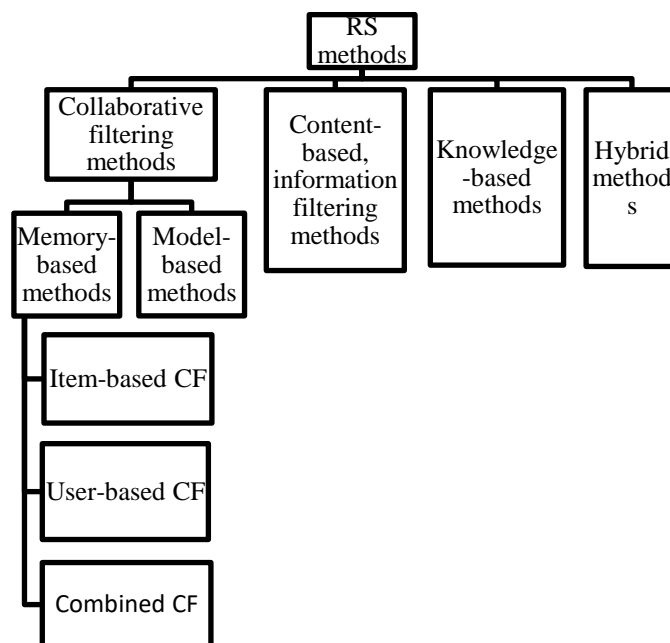 RS
methods
Collaborative
filtering
methods
Content-
based,
information
filtering
methods
Knowledge
-based
methods
Hybrid
method
s
Memory-
based
methods
Model-
based
methods
Item-based CF
User-based CF
Combined CF